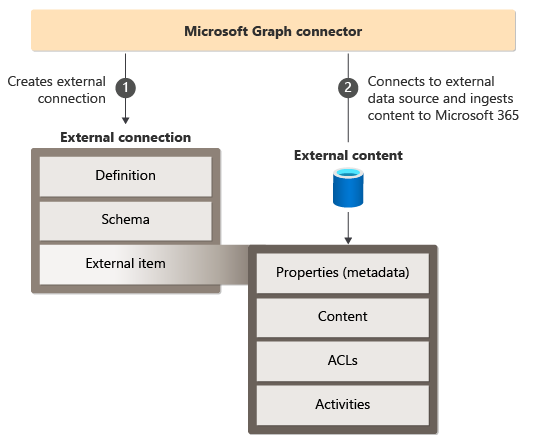 Microsoft Graph connector
Creates external
connection
1
2
Connects to external
data source and ingests
content to Microsoft 365
External connection
Definition
Schema
External item
External content
Properties (metadata)
Content
ACLs
Activities